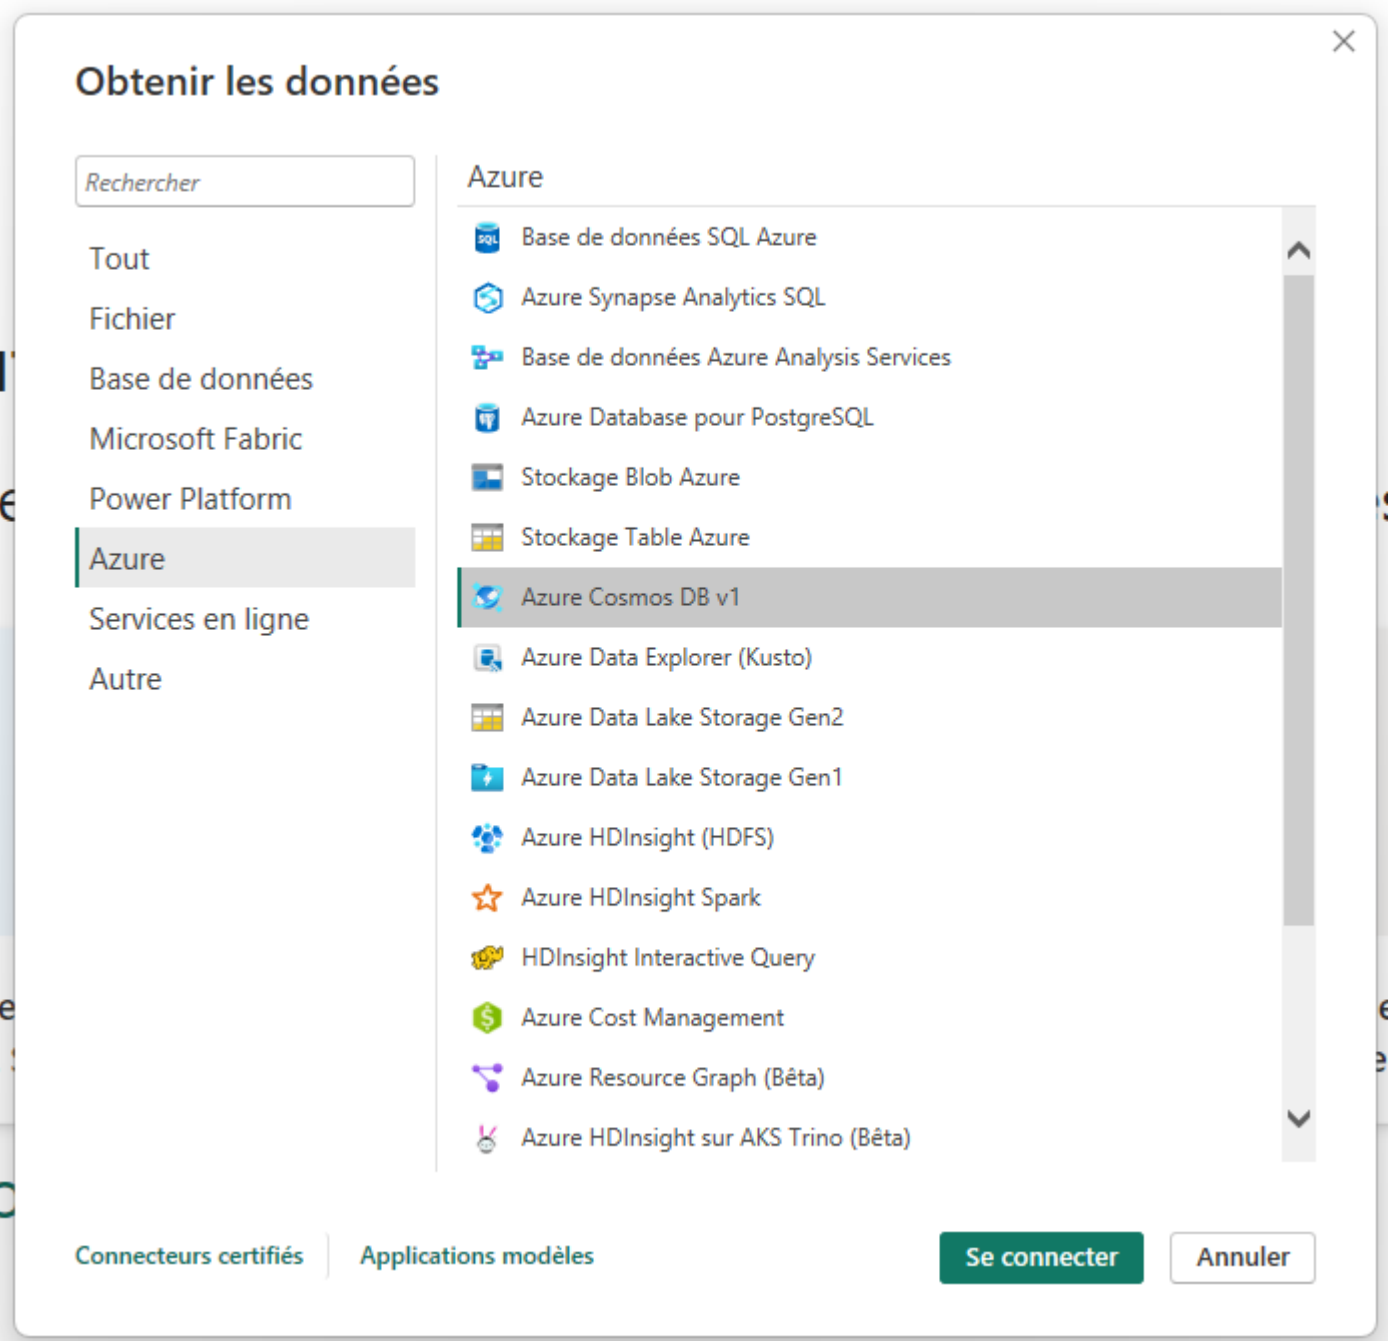 Obtenir les données
Rechercher
Tout
Fichier
Base de données
Microsoft Fabric
Power Platform
Azure
Services en ligne
Autre
Azure
Base de données SQL Azure
Azure Synapse Analytics SQL
Base de données Azure Analysis Services
Azure Database pour PostgreSQL
Stockage Blob Azure
Stockage Table Azure
Azure Cosmos DB v1
Azure Data Explorer (Kusto)
Azure Data Lake Storage Gen2
Azure Data Lake Storage Gen1
Azure HDInsight (HDFS)
Azure HDInsight Spark
HDInsight Interactive Query
Azure Cost Management
Azure Resource Graph (Bêta)
Azure HDInsight sur AKS Trino (Bêta)
Connecteurs certifiés
Applications modèles
Se connecter
Annuler